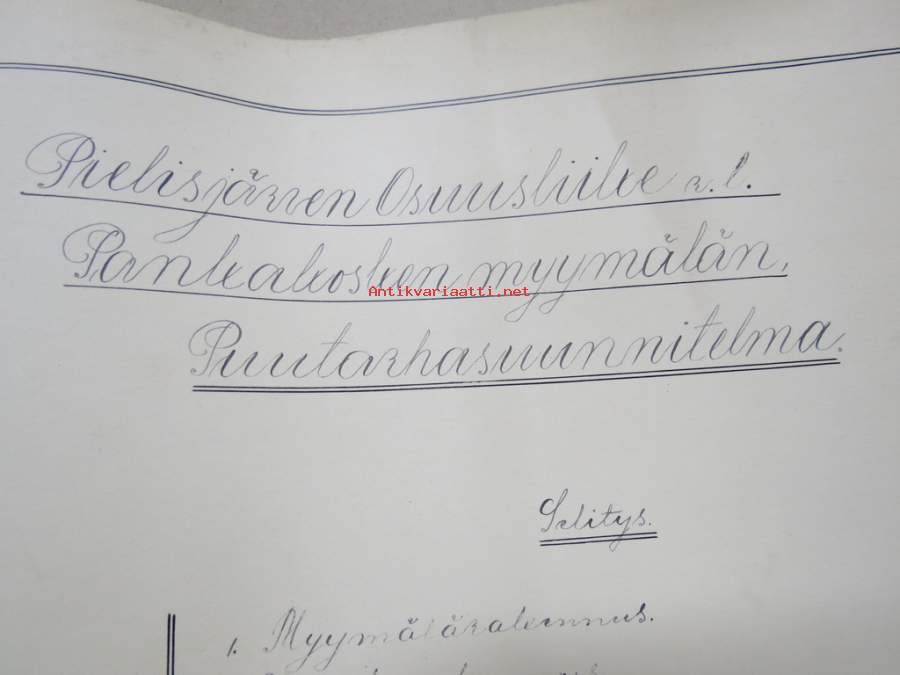 Pielisjärven Osuusliike r.l.
Pankakosken myymälän,
Antikvariaatti.net
Puutarhasuunnitelma.
Selitys.
1. Myymälärakennus.